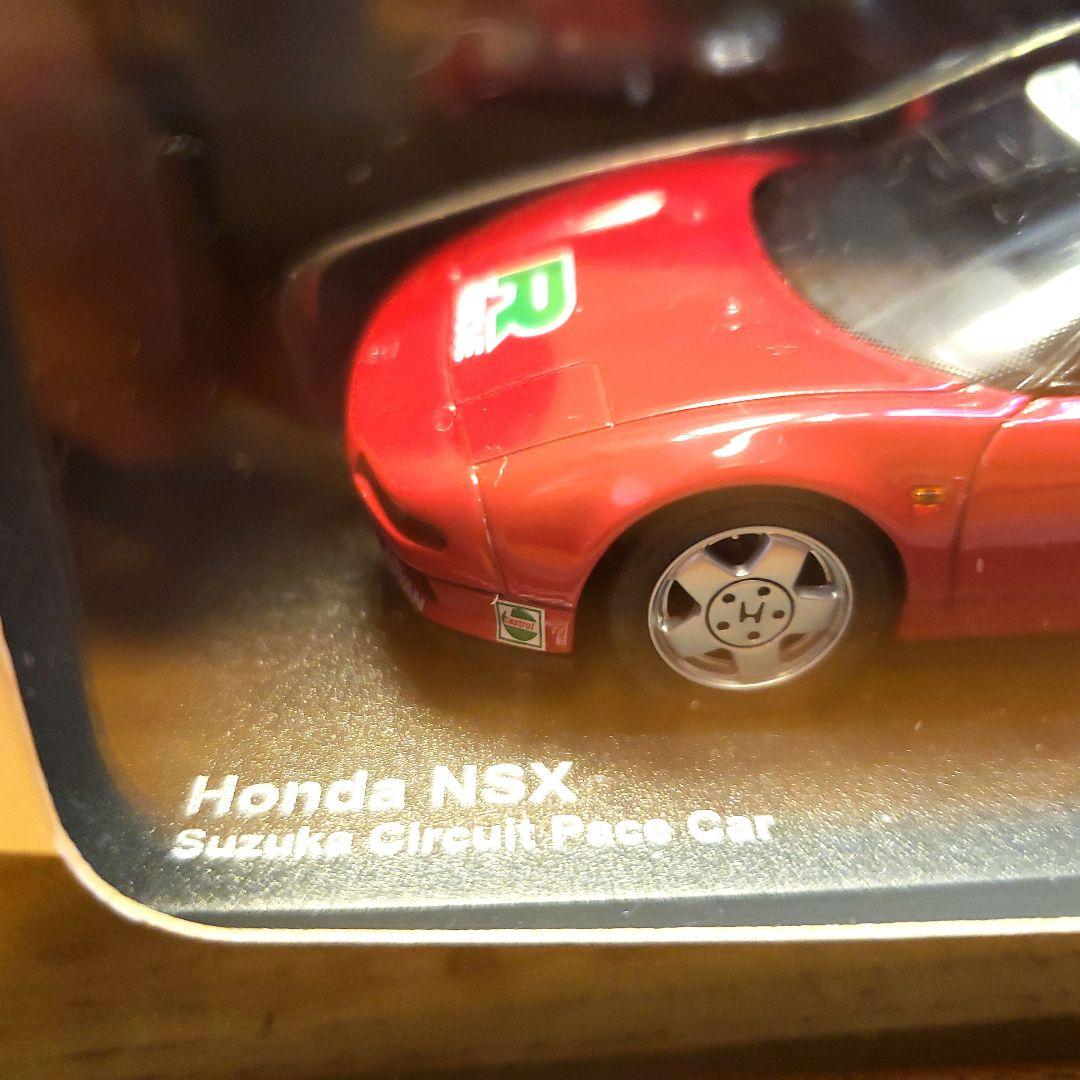 R
Castrol
H
Honda NSX
Suzuka Circuit Pace Car